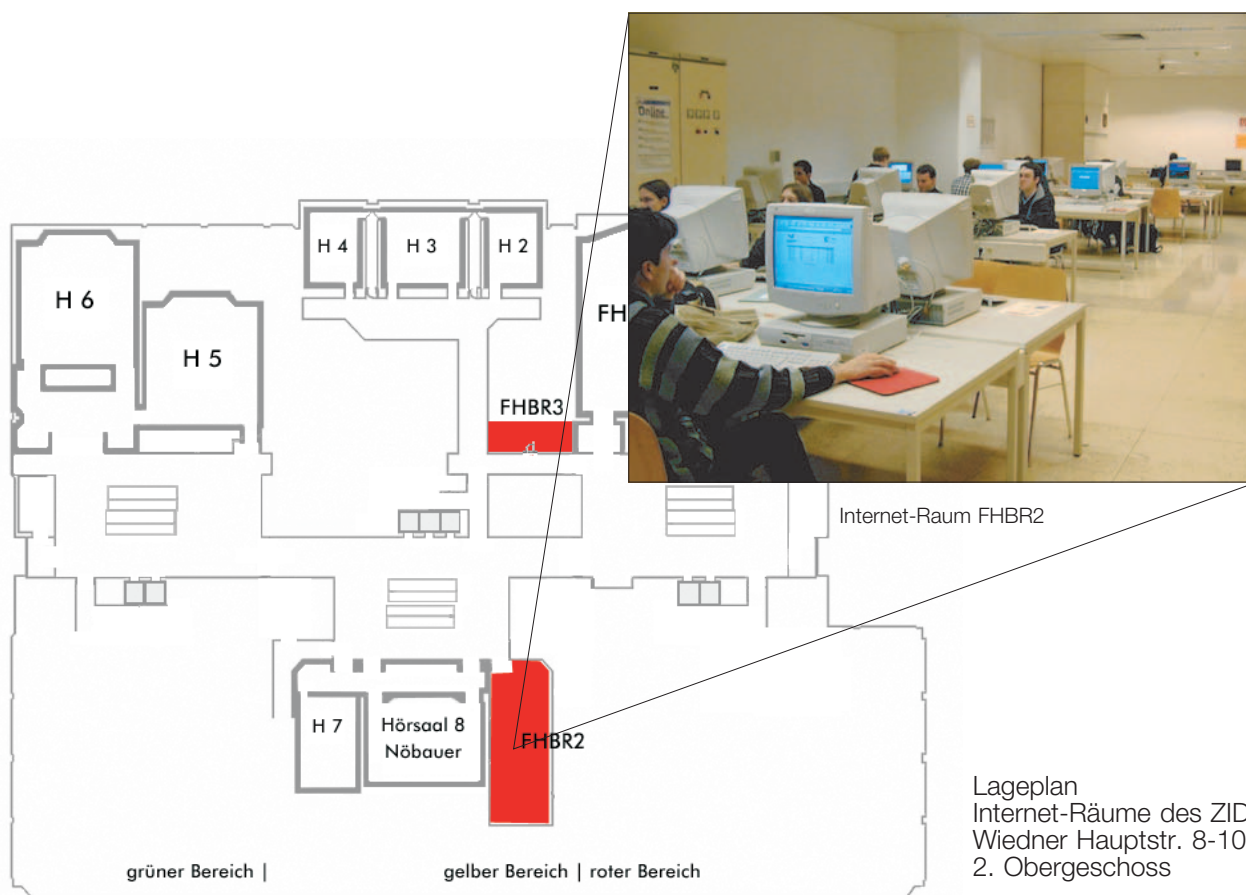 Online
H 4
H 3
H 2
H 6
H 5
FH
FHBR3
Internet-Raum FHBR2
H 7
Hörsaal 8
Nöbauer
FHBR2
Lageplan
Internet-Räume des ZID
Wiedner Hauptstr. 8-10
2. Obergeschoss
grüner Bereich |
gelber Bereich | roter Bereich